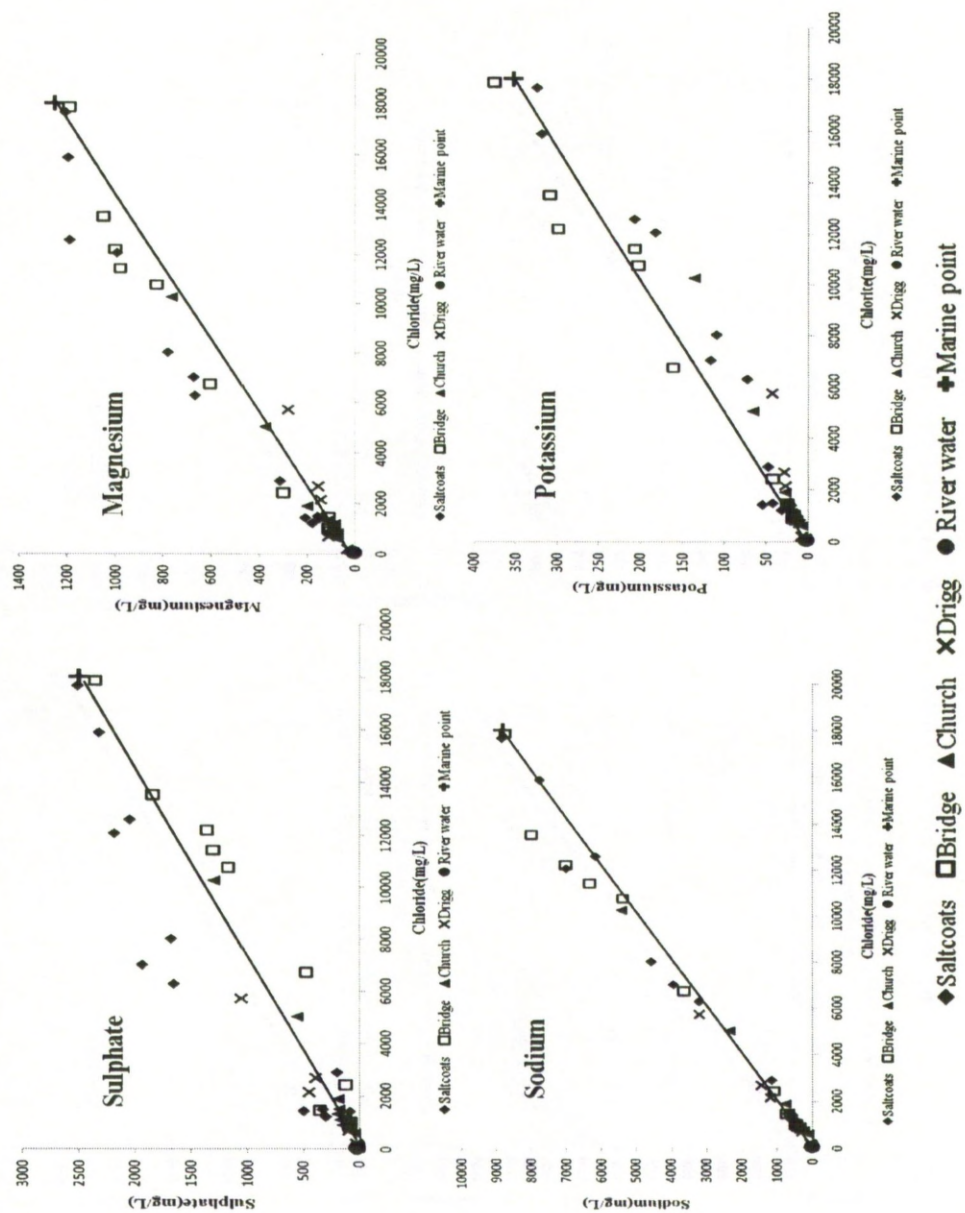 Sulphate
Sulphate(mg/L)
3000
2500
2000
1500
1000
500
0
0 2000 4000 6000 8000 10000 12000 14000 16000 18000 20000
Chloride(mg/L)
◆Saltcoats □Bridge ▲Church ×Drigg ●River water ✚Marine point
Magnesium
Magnesium(mg/L)
1400
1200
1000
800
600
400
200
0
0 2000 4000 6000 8000 10000 12000 14000 16000 18000 20000
Chloride(mg/L)
◆Saltcoats □Bridge ▲Church ×Drigg ●River water ✚Marine point
Sodium
Sodium(mg/L)
10000
9000
8000
7000
6000
5000
4000
3000
2000
1000
0
0 2000 4000 6000 8000 10000 12000 14000 16000 18000 20000
Chloride(mg/L)
◆Saltcoats □Bridge ▲Church ×Drigg ●River water ✚Marine point
Potassium
Potassium(mg/L)
400
350
300
250
200
150
100
50
0
0 2000 4000 6000 8000 10000 12000 14000 16000 18000 20000
Chlorite(mg/L)
◆Saltcoats □Bridge ▲Church ×Drigg ●River water ✚Marine point
◆Saltcoats □Bridge ▲Church ×Drigg ●River water ✚Marine point